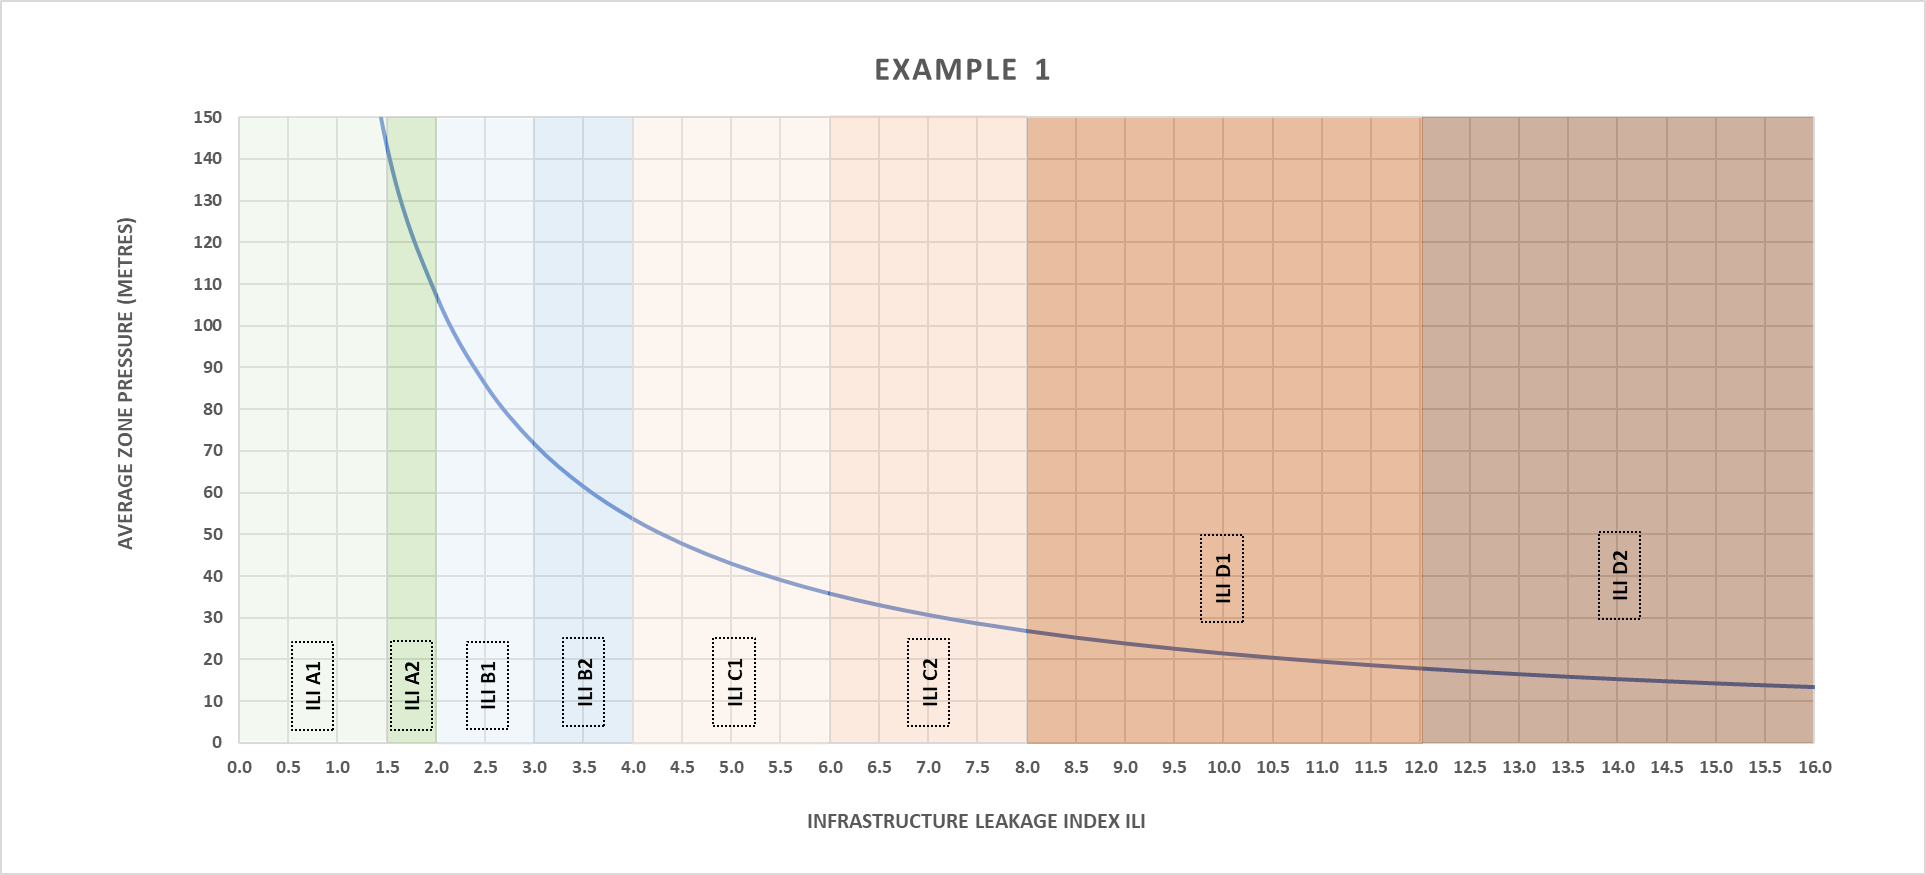 EXAMPLE 1
AVERAGE ZONE PRESSURE (METRES)
150
140
130
120
110
100
90
80
70
60
50
40
30
20
10
0
ILI A1
ILI A2
ILI B1
ILI B2
ILI C1
ILI C2
ILI D1
ILI D2
0.0 0.5 1.0 1.5 2.0 2.5 3.0 3.5 4.0 4.5 5.0 5.5 6.0 6.5 7.0 7.5 8.0 8.5 9.0 9.5 10.0 10.5 11.0 11.5 12.0 12.5 13.0 13.5 14.0 14.5 15.0 15.5 16.0
INFRASTRUCTURE LEAKAGE INDEX ILI